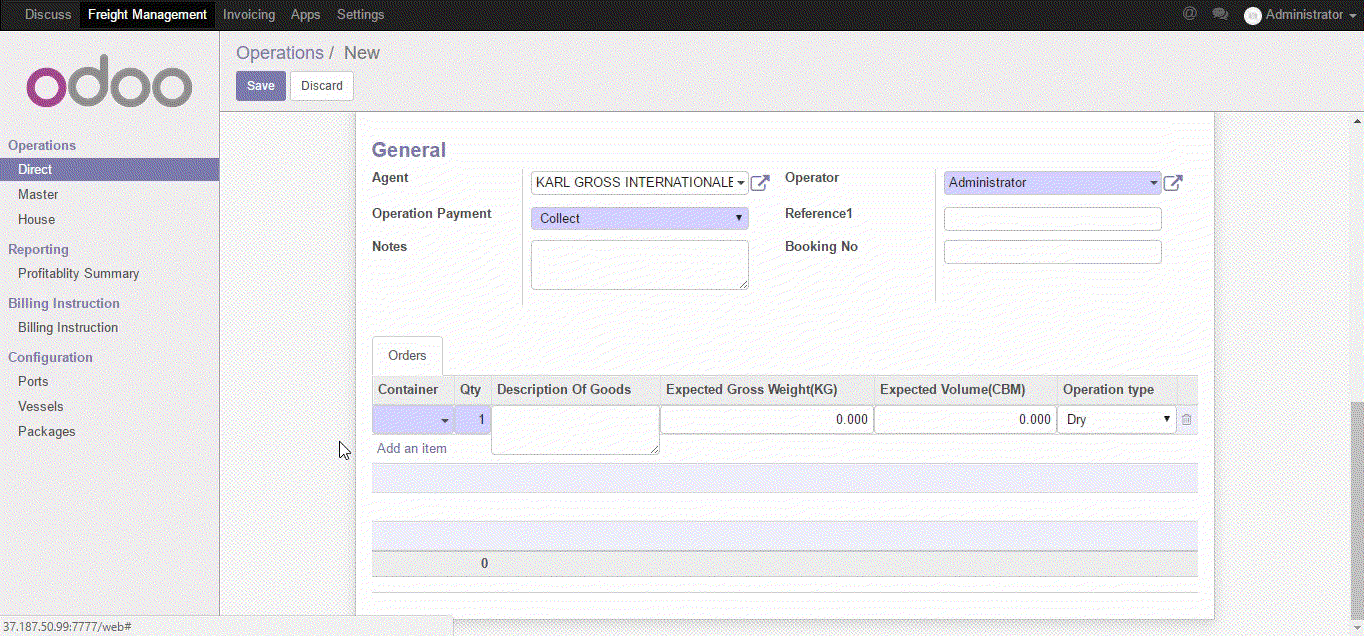 Discuss Freight Management Invoicing Apps Settings @ Administrator
odoo
Operations / New
Save Discard
Operations
Direct
Master
House
Reporting
Profitablity Summary
Billing Instruction
Billing Instruction
Configuration
Ports
Vessels
Packages
General
Agent KARL GROSS INTERNATIONALE Operator Administrator
Operation Payment Collect Reference1
Notes Booking No
Orders
Container Qty Description Of Goods Expected Gross Weight(KG) Expected Volume(CBM) Operation type
1 0.000 0.000 Dry
Add an item
0
37.187.50.99:7777/web#